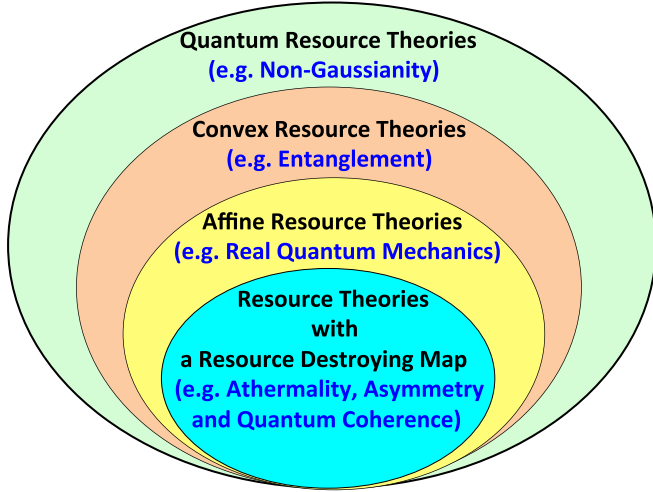 Quantum Resource Theories
(e.g. Non-Gaussianity)
Convex Resource Theories
(e.g. Entanglement)
Affine Resource Theories
(e.g. Real Quantum Mechanics)
Resource Theories
with
a Resource Destroying Map
(e.g. Athermality, Asymmetry
and Quantum Coherence)